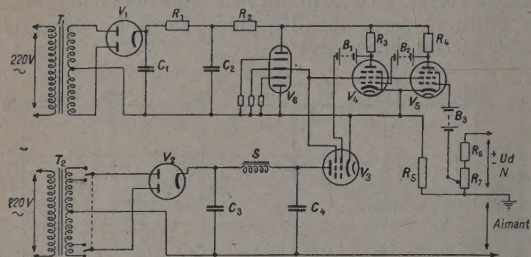 T1
V1
R1
R2
C1
C2
220V
~
V6
B1
R3
B2
R4
V4
V5
B3
R6
R7
+
Ud
N
R5
T2
V2
S
V3
C3
C4
220V
~
Aimant